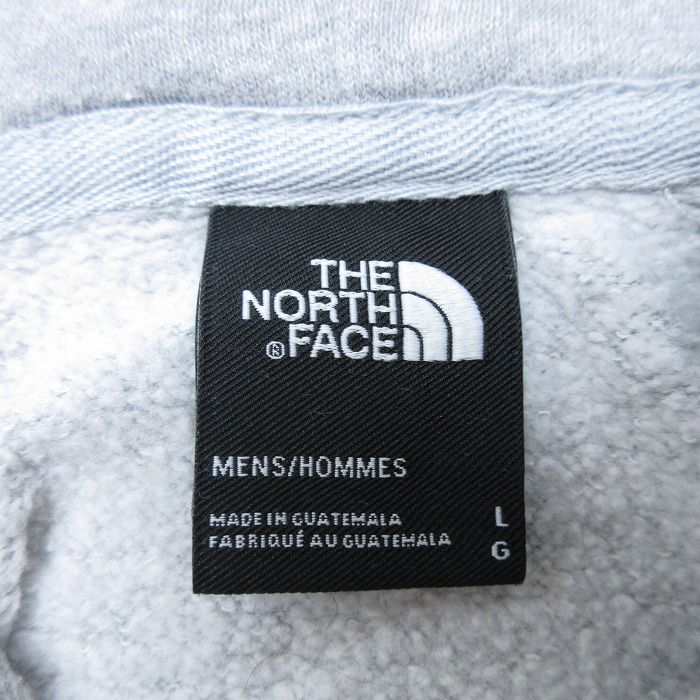 THE
NORTH
® FACE
MENS/HOMMES
MADE IN GUATEMALA L
FABRIQUÉ AU GUATEMALA G